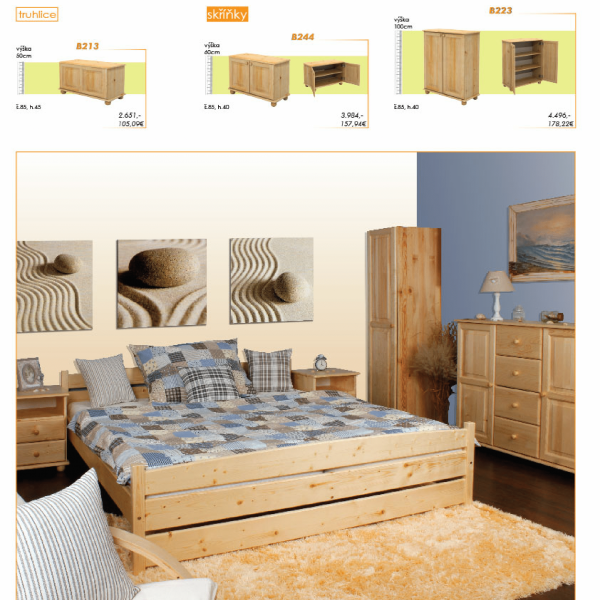 truhlice
výška
50cm
B213
š.85, h.45
2.651,-
105,09€
skříňky
výška
60cm
B244
š.85, h.40
3.984,-
157,94€
výška
100cm
B223
š.85, h.40
4.496,-
178,22€